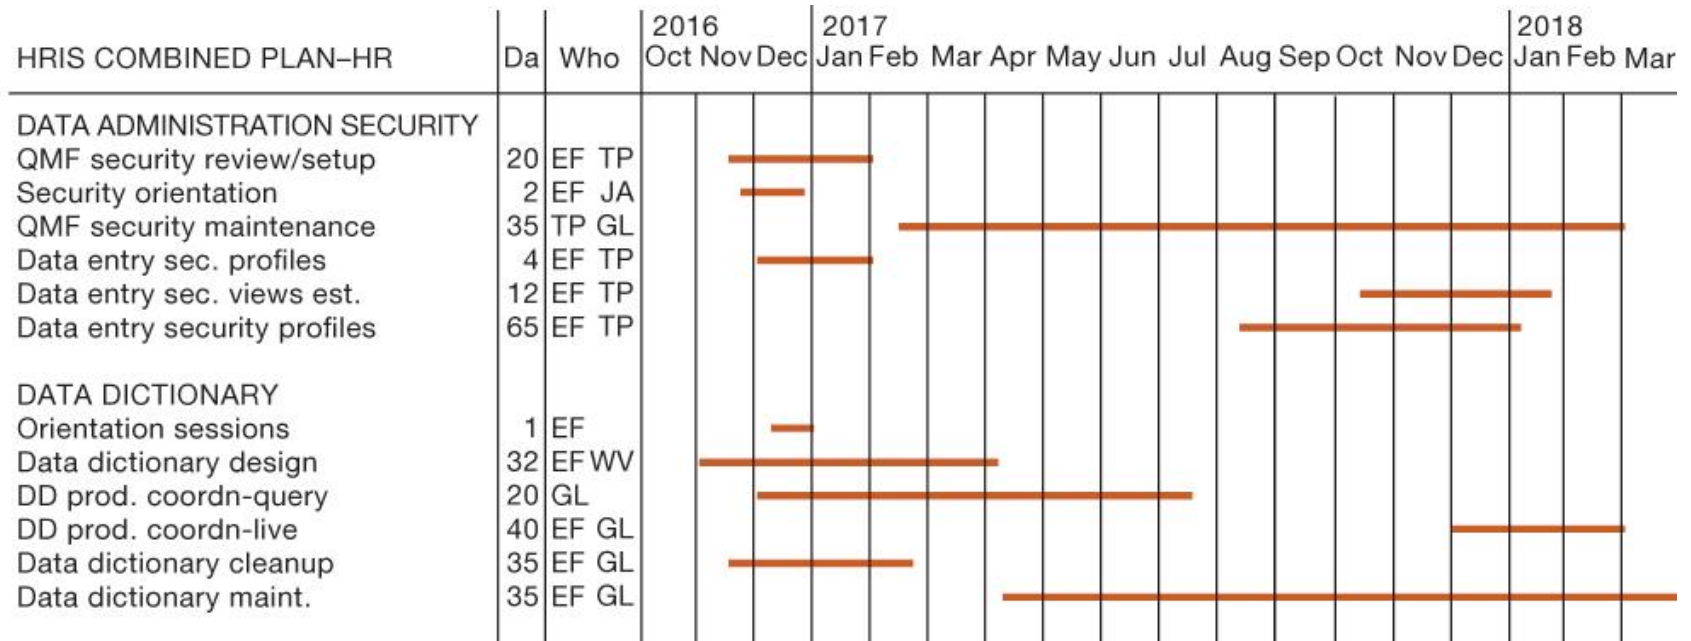 2016 2017 2018
HRIS COMBINED PLAN–HR Da Who Oct Nov Dec Jan Feb Mar Apr May Jun Jul Aug Sep Oct Nov Dec Jan Feb Mar
DATA ADMINISTRATION SECURITY
QMF security review/setup 20 EF TP
Security orientation 2 EF JA
QMF security maintenance 35 TP GL
Data entry sec. profiles 4 EF TP
Data entry sec. views est. 12 EF TP
Data entry security profiles 65 EF TP
DATA DICTIONARY
Orientation sessions 1 EF
Data dictionary design 32 EF WV
DD prod. coordn-query 20 GL
DD prod. coordn-live 40 EF GL
Data dictionary cleanup 35 EF GL
Data dictionary maint. 35 EF GL